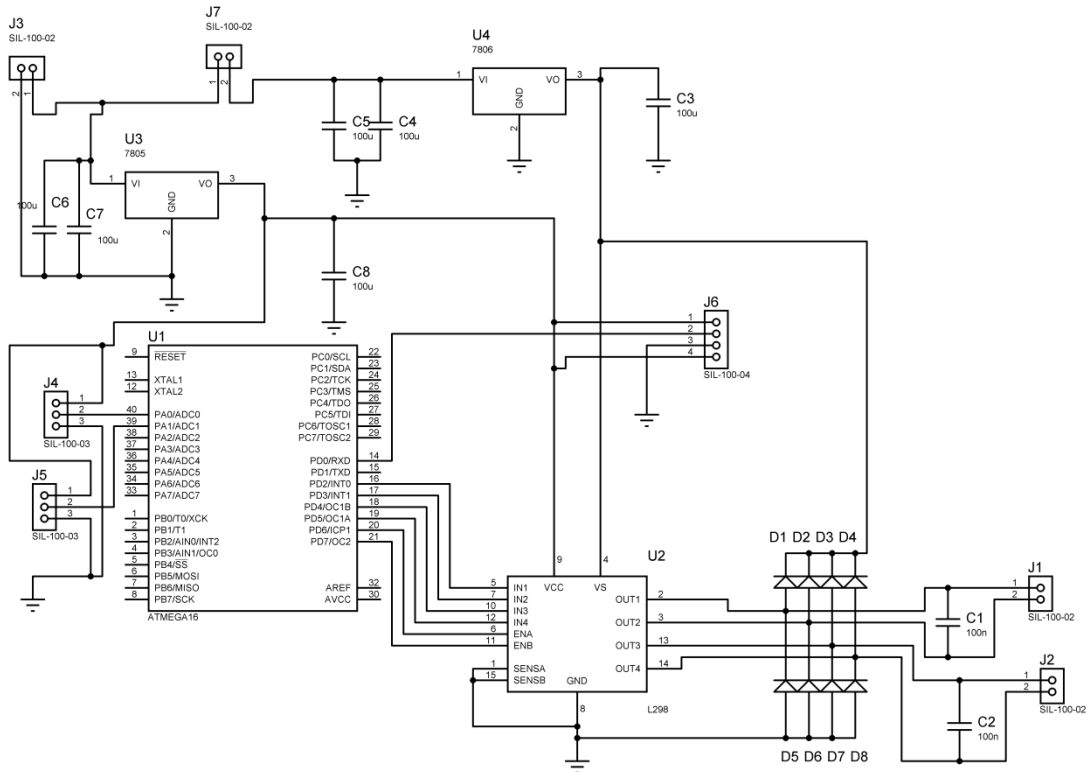 J3
SIL-100-02
2
1
J7
SIL-100-02
1
2
U4
7806
1
VI
VO
3
GND
2
C3
100u
C5
100u
C4
100u
U3
7805
1
VI
VO
3
GND
2
100u
C6
C7
100u
C8
100u
J6
1
2
3
4
SIL-100-04
U1
9 RESET
13 XTAL1
12 XTAL2
40 PA0/ADC0
39 PA1/ADC1
38 PA2/ADC2
37 PA3/ADC3
36 PA4/ADC4
35 PA5/ADC5
34 PA6/ADC6
33 PA7/ADC7
1 PB0/T0/XCK
2 PB1/T1
3 PB2/AIN0/INT2
4 PB3/AIN1/OC0
5 PB4/SS
6 PB5/MOSI
7 PB6/MISO
8 PB7/SCK
PC0/SCL 22
PC1/SDA 23
PC2/TCK 24
PC3/TMS 25
PC4/TDO 26
PC5/TDI 27
PC6/TOSC1 28
PC7/TOSC2 29
PD0/RXD 14
PD1/TXD 15
PD2/INT0 16
PD3/INT1 17
PD4/OC1B 18
PD5/OC1A 19
PD6/ICP1 20
PD7/OC2 21
AREF 32
AVCC 30
ATMEGA16
J4
1
2
3
SIL-100-03
J5
1
2
3
SIL-100-03
U2
9
4
VCC
VS
5 IN1
7 IN2
10 IN3
12 IN4
6 ENA
11 ENB
1 SENSA
15 SENSB
GND
8
OUT1 2
OUT2 3
OUT3 13
OUT4 14
L298
D1 D2 D3 D4
D5 D6 D7 D8
C1
100n
J1
1
2
SIL-100-02
C2
100n
J2
1
2
SIL-100-02